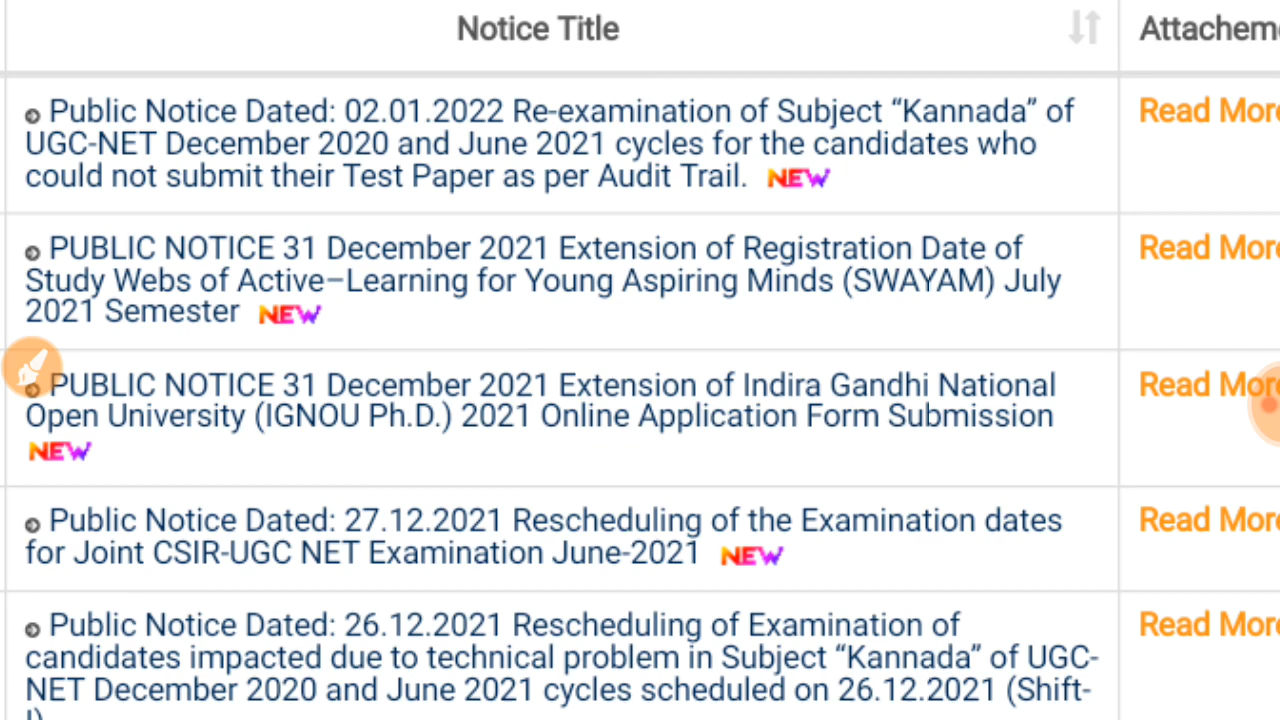 Notice Title
Public Notice Dated: 02.01.2022 Re-examination of Subject “Kannada” of
UGC-NET December 2020 and June 2021 cycles for the candidates who
could not submit their Test Paper as per Audit Trail. NEW
Read More
PUBLIC NOTICE 31 December 2021 Extension of Registration Date of
Study Webs of Active–Learning for Young Aspiring Minds (SWAYAM) July
2021 Semester NEW
Read More
PUBLIC NOTICE 31 December 2021 Extension of Indira Gandhi National
Open University (IGNOU Ph.D.) 2021 Online Application Form Submission
NEW
Read More
Public Notice Dated: 27.12.2021 Rescheduling of the Examination dates
for Joint CSIR-UGC NET Examination June-2021 NEW
Read More
Public Notice Dated: 26.12.2021 Rescheduling of Examination of
candidates impacted due to technical problem in Subject “Kannada” of UGC-
NET December 2020 and June 2021 cycles scheduled on 26.12.2021 (Shift-
I)
Read More